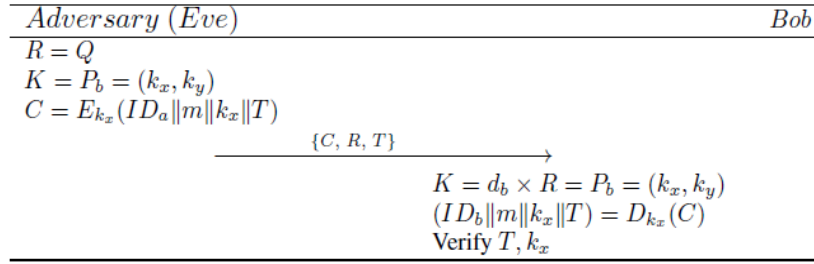 Adversary (Eve) Bob
R = Q
K = P_b = (k_x, k_y)
C = E_{k_x}(ID_a‖m‖k_x‖T)
{C, R, T}
K = d_b × R = P_b = (k_x, k_y)
(ID_b‖m‖k_x‖T) = D_{k_x}(C)
Verify T, k_x